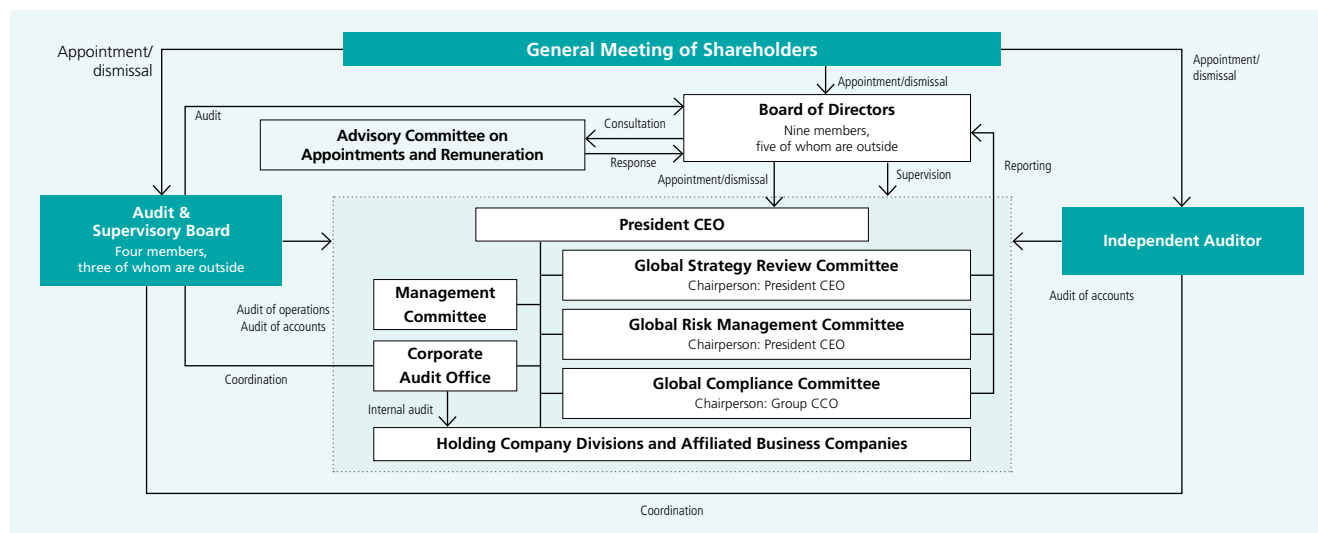 General Meeting of Shareholders
Appointment/
dismissal
Appointment/dismissal
Appointment/
dismissal
Audit
Board of Directors
Nine members,
five of whom are outside
Consultation
Advisory Committee on
Appointments and Remuneration
Response
Appointment/dismissal
Supervision
Reporting
Audit &
Supervisory Board
Four members,
three of whom are outside
President CEO
Independent Auditor
Global Strategy Review Committee
Chairperson: President CEO
Management
Committee
Audit of operations
Audit of accounts
Audit of accounts
Global Risk Management Committee
Chairperson: President CEO
Corporate
Audit Office
Coordination
Global Compliance Committee
Chairperson: Group CCO
Internal audit
Holding Company Divisions and Affiliated Business Companies
Coordination